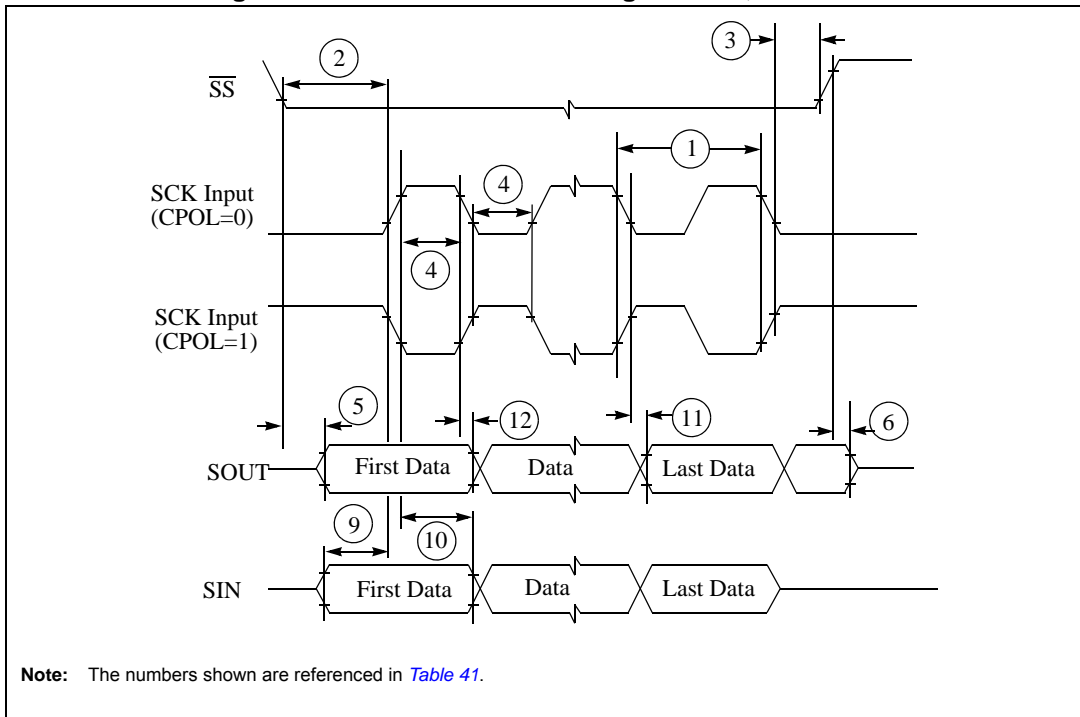 3
2
SS
1
SCK Input
(CPOL=0)
4
4
SCK Input
(CPOL=1)
5
12
11
6
SOUT
First Data
Data
Last Data
9
10
SIN
First Data
Data
Last Data
Note: The numbers shown are referenced in Table 41.